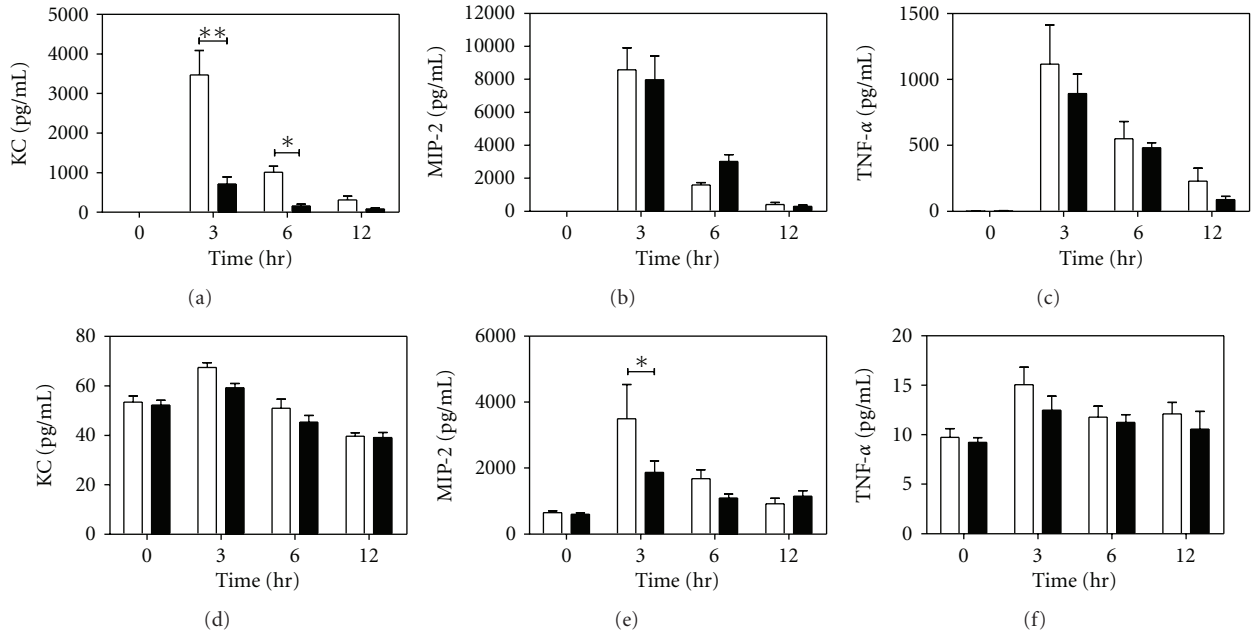 KC (pg/mL)
5000
4000
3000
2000
1000
0
**
*
0 3 6 12
Time (hr)
(a)
MIP-2 (pg/mL)
12000
10000
8000
6000
4000
2000
0
0 3 6 12
Time (hr)
(b)
TNF-α (pg/mL)
1500
1000
500
0
0 3 6 12
Time (hr)
(c)
KC (pg/mL)
80
60
40
20
0
0 3 6 12
Time (hr)
(d)
MIP-2 (pg/mL)
6000
4000
2000
0
*
0 3 6 12
Time (hr)
(e)
TNF-α (pg/mL)
20
15
10
5
0
0 3 6 12
Time (hr)
(f)